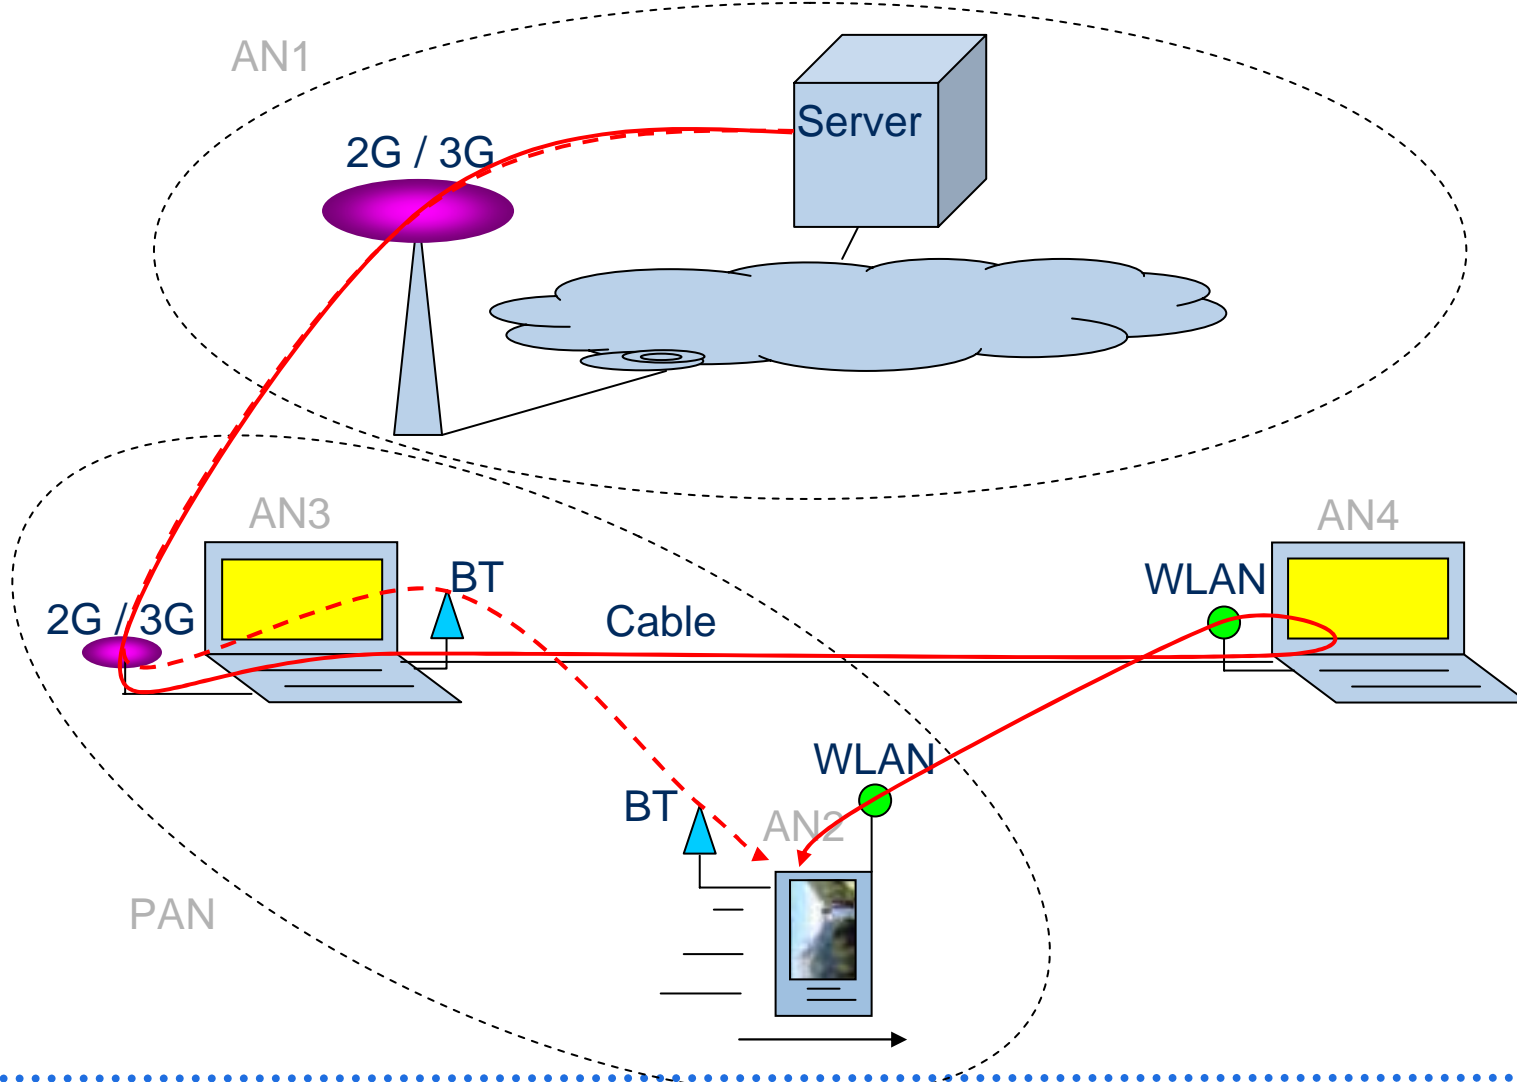 AN1
Server
2G / 3G
AN3
AN4
BT
WLAN
2G / 3G
Cable
WLAN
BT
AN2
PAN